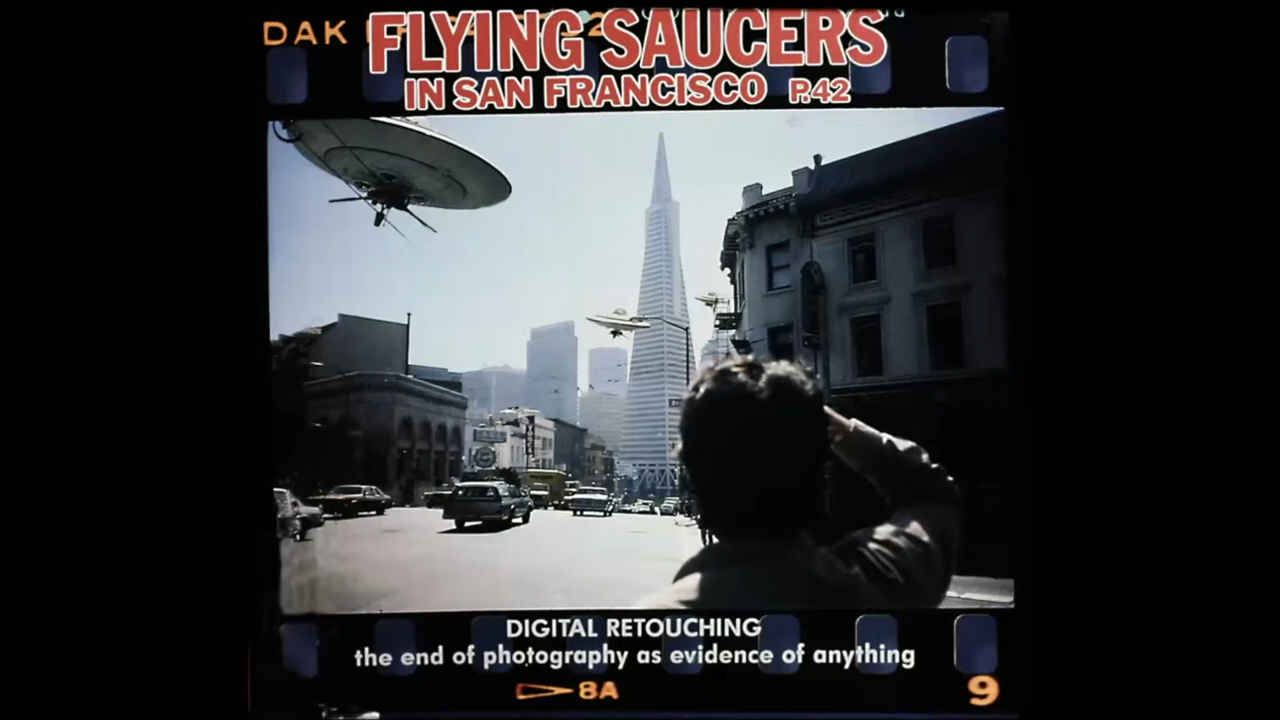 DAK
FLYING SAUCERS
IN SAN FRANCISCO P.42
DIGITAL RETOUCHING
the end of photography as evidence of anything
8A
9